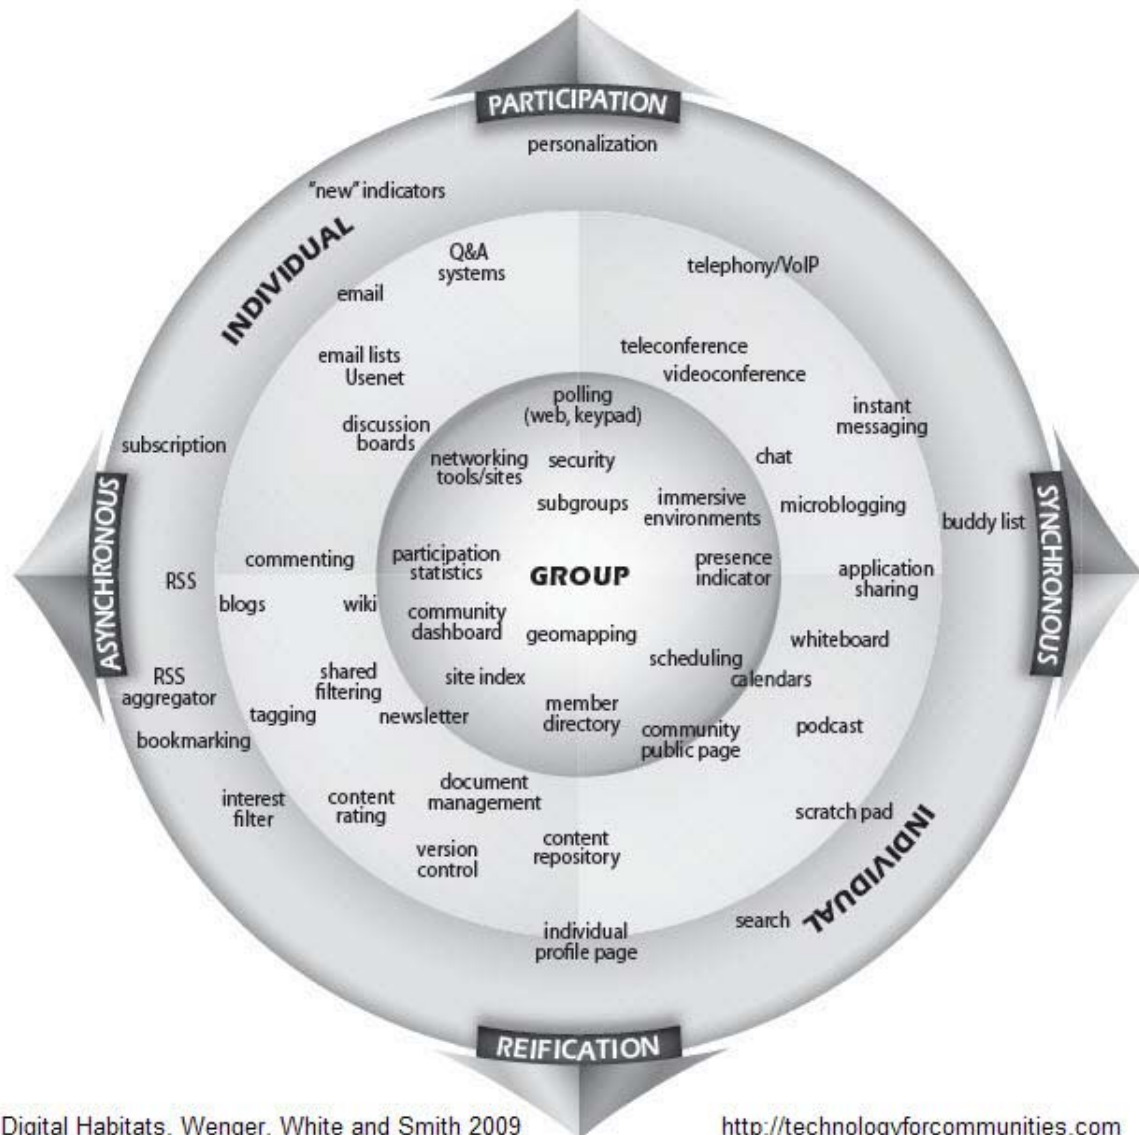 PARTICIPATION
personalization
"new" indicators
INDIVIDUAL
Q&A
systems
telephony/VoIP
email
teleconference
email lists
Usenet
videoconference
polling
(web, keypad)
instant
messaging
discussion
boards
subscription
networking
tools/sites
security
chat
subgroups
immersive
environments
microblogging
buddy list
ASYNCHRONOUS
SYNCHRONOUS
commenting
participation
statistics
GROUP
presence
indicator
application
sharing
RSS
blogs
wiki
community
dashboard
geomapping
whiteboard
scheduling
calendars
RSS
aggregator
shared
filtering
site index
tagging
newsletter
member
directory
community
public page
podcast
bookmarking
interest
filter
content
rating
document
management
scratch pad
version
control
content
repository
INDIVIDUAL
search
individual
profile page
REIFICATION
Digital Habitats, Wenger, White and Smith 2009
http://technologyforcommunities.com